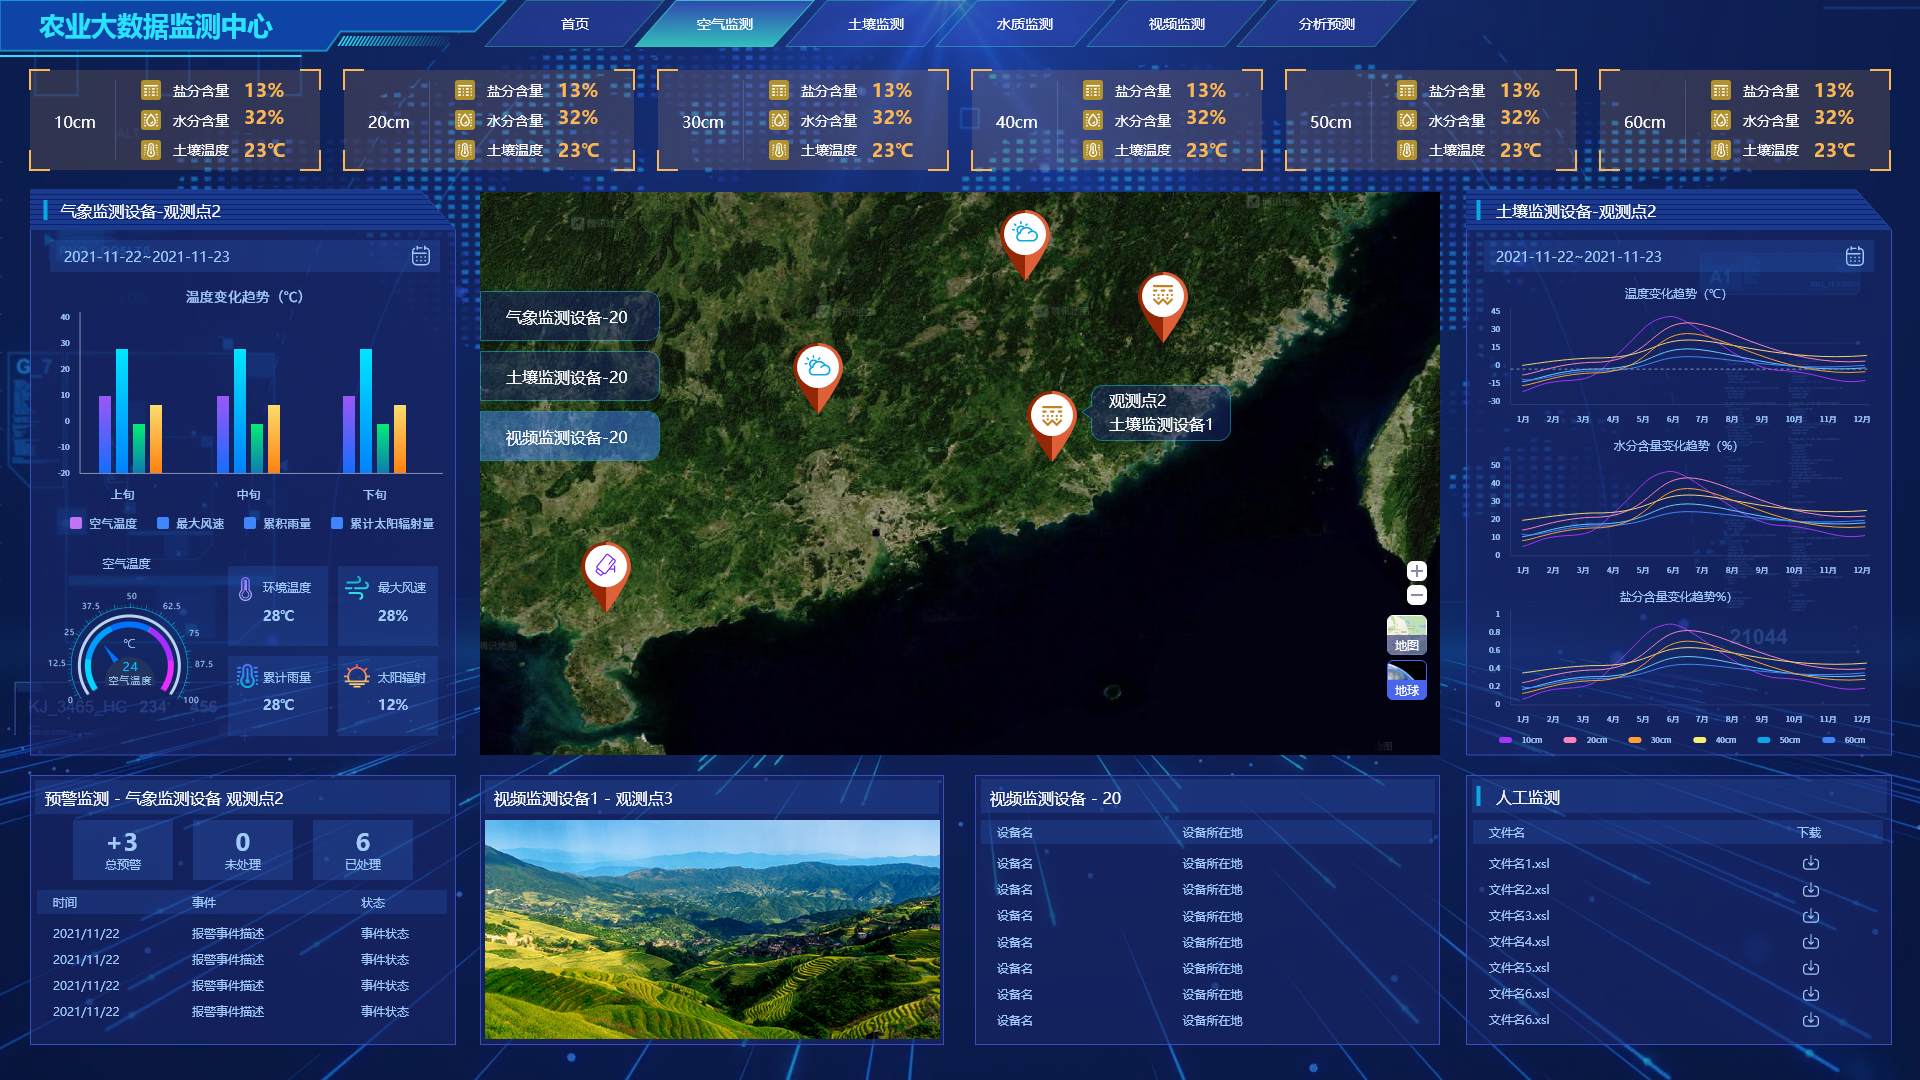 农业大数据监测中心
首页
空气监测
土壤监测
水质监测
视频监测
分析预测
10cm
盐分含量 13%
水分含量 32%
土壤温度 23℃
20cm
盐分含量 13%
水分含量 32%
土壤温度 23℃
30cm
盐分含量 13%
水分含量 32%
土壤温度 23℃
40cm
盐分含量 13%
水分含量 32%
土壤温度 23℃
50cm
盐分含量 13%
水分含量 32%
土壤温度 23℃
60cm
盐分含量 13%
水分含量 32%
土壤温度 23℃
气象监测设备-观测点2
2021-11-22~2021-11-23
温度变化趋势（℃）
40
30
20
10
0
-10
-20
上旬 中旬 下旬
空气温度 最大风速 累积雨量 累计太阳辐射量
空气温度
0
12.5
25
37.5
50
62.5
75
87.5
100
℃
24
空气温度
环境温度
28℃
最大风速
28%
累计雨量
28℃
太阳辐射
12%
气象监测设备-20
土壤监测设备-20
视频监测设备-20
观测点2
土壤监测设备1
地图
地球
土壤监测设备-观测点2
2021-11-22~2021-11-23
A1
温度变化趋势（℃）
45
30
15
0
-15
-30
1月 2月 3月 4月 5月 6月 7月 8月 9月 10月 11月 12月
水分含量变化趋势（%）
50
40
30
20
10
0
1月 2月 3月 4月 5月 6月 7月 8月 9月 10月 11月 12月
盐分含量变化趋势%）
1
0.8
0.6
0.4
0.2
0
21044
1月 2月 3月 4月 5月 6月 7月 8月 9月 10月 11月 12月
10cm 20cm 30cm 40cm 50cm 60cm
G_7
KJ_3465_HC 234 456
预警监测 - 气象监测设备 观测点2
+3
总预警
0
未处理
6
已处理
时间 事件 状态
2021/11/22 报警事件描述 事件状态
2021/11/22 报警事件描述 事件状态
2021/11/22 报警事件描述 事件状态
2021/11/22 报警事件描述 事件状态
视频监测设备1 - 观测点3
视频监测设备 - 20
设备名 设备所在地
设备名 设备所在地
设备名 设备所在地
设备名 设备所在地
设备名 设备所在地
设备名 设备所在地
设备名 设备所在地
设备名 设备所在地
人工监测
文件名 下载
文件名1.xsl
文件名2.xsl
文件名3.xsl
文件名4.xsl
文件名5.xsl
文件名6.xsl
文件名6.xsl